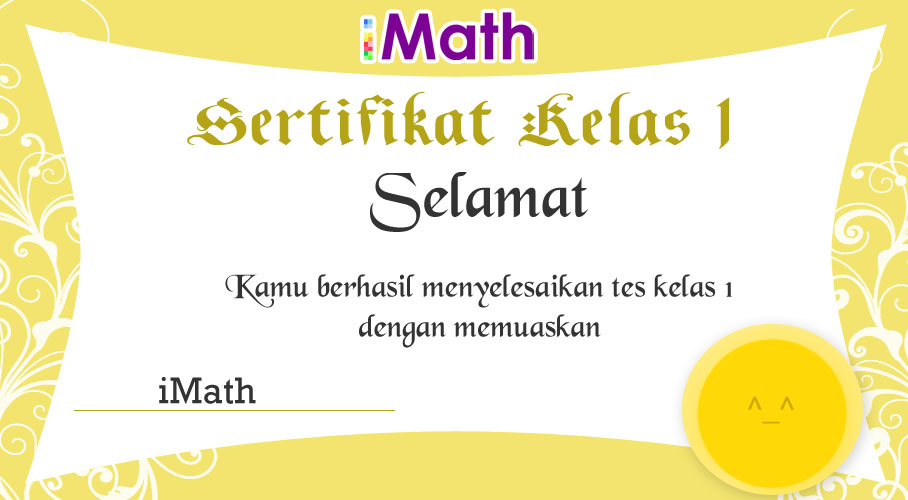 iMath
Sertifikat Kelas 1
Selamat
Kamu berhasil menyelesaikan tes kelas 1
dengan memuaskan
iMath
^_^